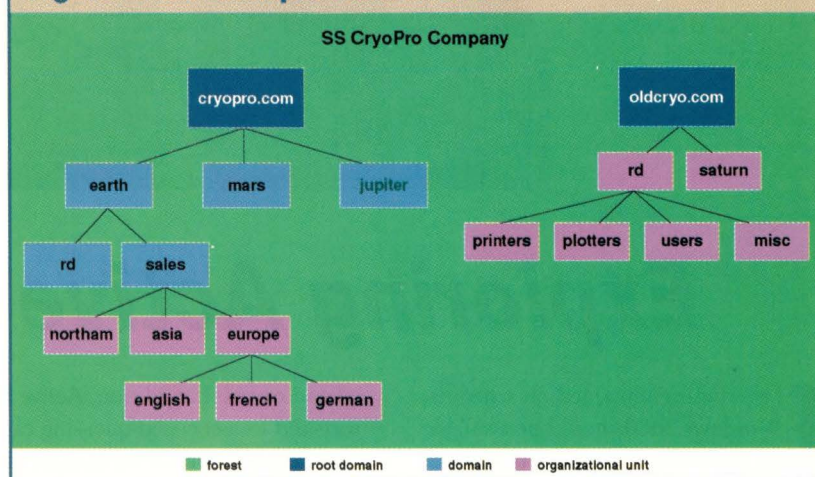 SS CryoPro Company
cryopro.com
oldcryo.com
earth
mars
jupiter
rd
saturn
printers
plotters
users
misc
rd
sales
northam
asia
europe
english
french
german
forest
root domain
domain
organizational unit